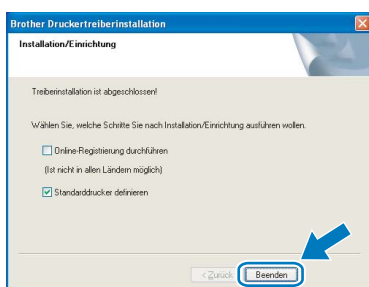 Brother Druckertreiberinstallation
Installation/Einrichtung
Treiberinstallation ist abgeschlossen!
Wählen Sie, welche Schritte Sie nach Installation/Einrichtung ausführen wollen.
Online-Registrierung durchführen
(Ist nicht in allen Ländern möglich)
Standarddrucker definieren
< Zurück
Beenden